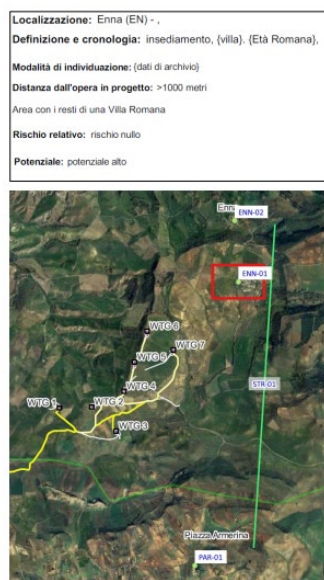 Localizzazione: Enna (EN) - ,
Definizione e cronologia: insediamento, {villa}. {Età Romana},
Modalità di individuazione: {dati di archivio}
Distanza dall'opera in progetto: >1000 metri
Area con i resti di una Villa Romana
Rischio relativo: rischio nullo
Potenziale: potenziale alto
Enna
ENN-02
ENN-01
WTG 6
WTG 7
WTG 5
WTG 4
STR-01
WTG 1
WTG 2
WTG 3
Piazza Armerina
PAR-01